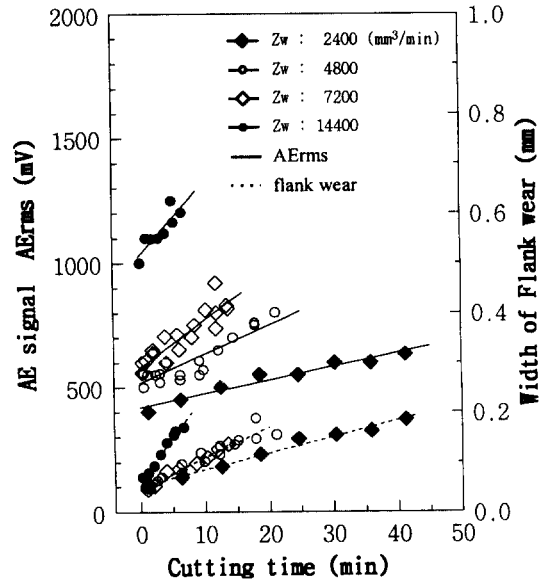 2000
1500
1000
500
0
AE signal AErms (mV)
Zw : 2400 (mm³/min)
Zw : 4800
Zw : 7200
Zw : 14400
AErms
flank wear
1.0
0.8
0.6
0.4
0.2
0.0
Width of Flank wear (mm)
0 10 20 30 40 50
Cutting time (min)